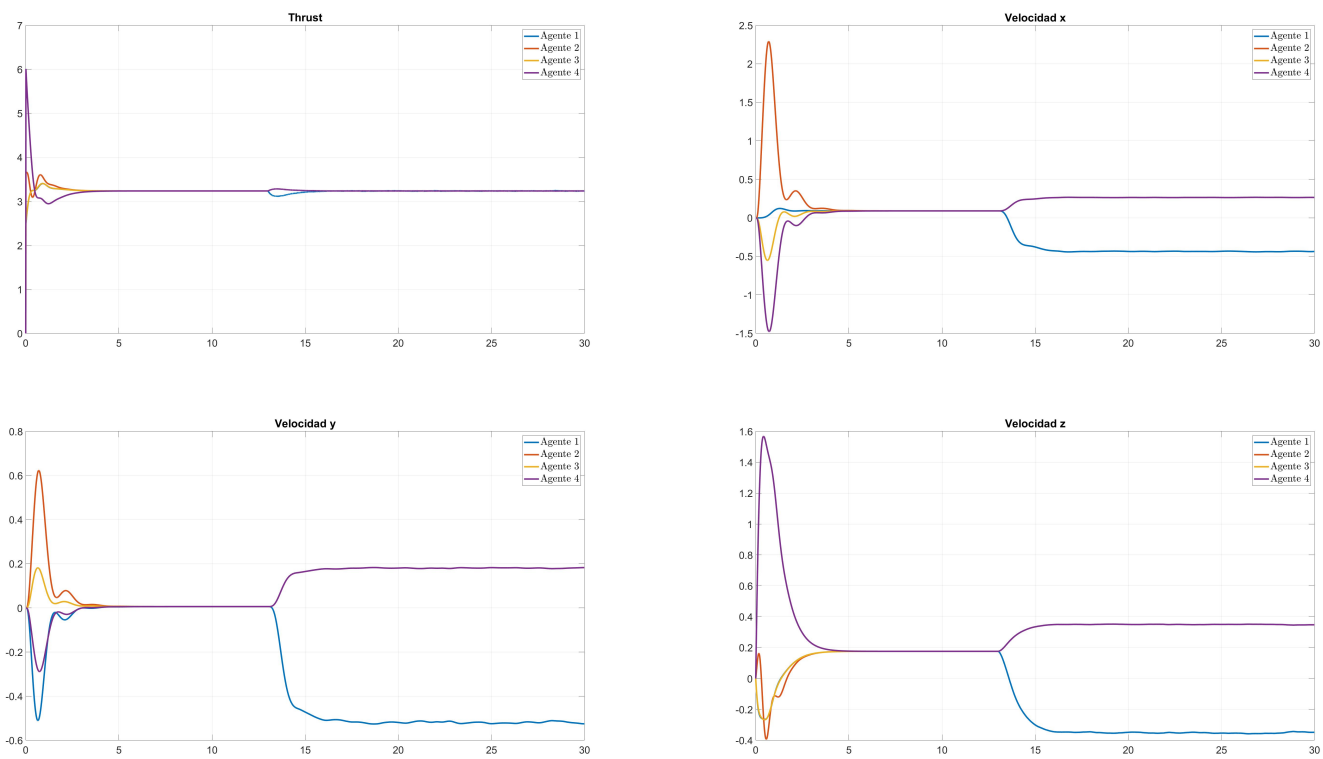 Thrust
7
6
5
4
3
2
1
0
0 5 10 15 20 25 30
Agente 1
Agente 2
Agente 3
Agente 4
Velocidad x
2.5
2
1.5
1
0.5
0
-0.5
-1
-1.5
0 5 10 15 20 25 30
Agente 1
Agente 2
Agente 3
Agente 4
Velocidad y
0.8
0.6
0.4
0.2
0
-0.2
-0.4
-0.6
0 5 10 15 20 25 30
Agente 1
Agente 2
Agente 3
Agente 4
Velocidad z
1.6
1.4
1.2
1
0.8
0.6
0.4
0.2
0
-0.2
-0.4
0 5 10 15 20 25 30
Agente 1
Agente 2
Agente 3
Agente 4